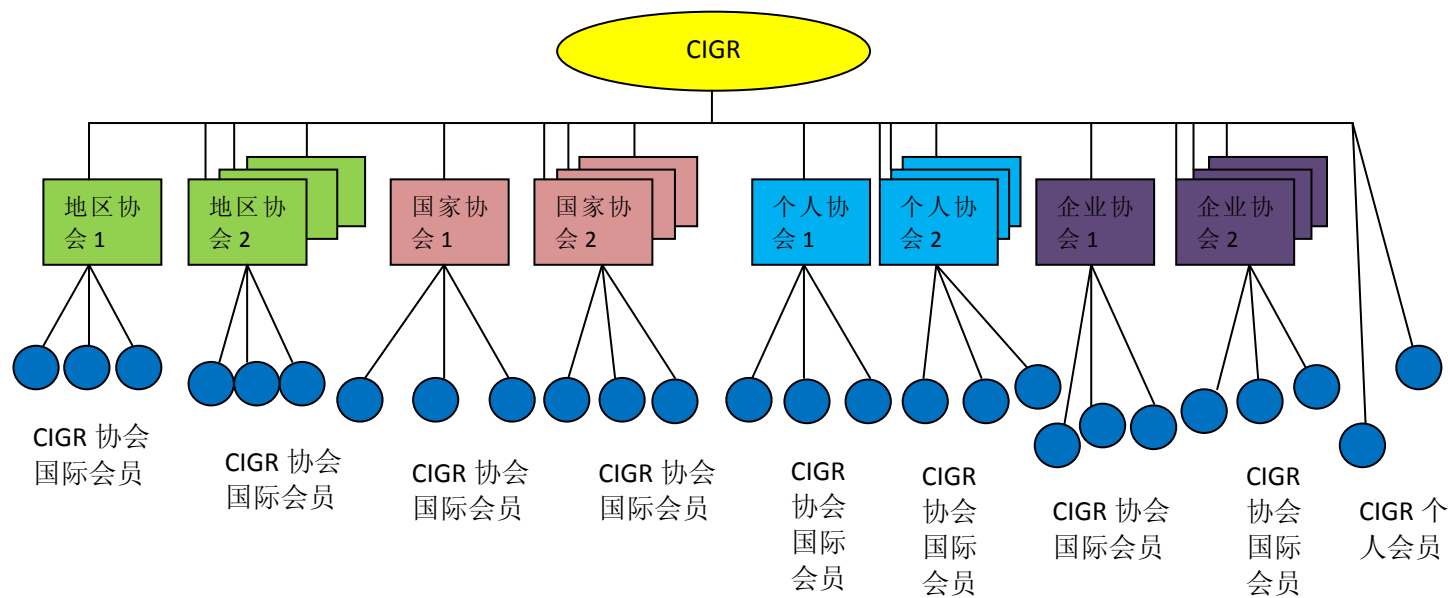 CIGR
地区协
会 1
地区协
会 2
国家协
会 1
国家协
会 2
个人协
会 1
个人协
会 2
企业协
会 1
企业协
会 2
CIGR 协会
国际会员
CIGR 协会
国际会员
CIGR 协会
国际会员
CIGR 协会
国际会员
CIGR
协会
国际
会员
CIGR
协会
国际
会员
CIGR 协会
国际会员
CIGR
协会
国际
会员
CIGR 个
人会员